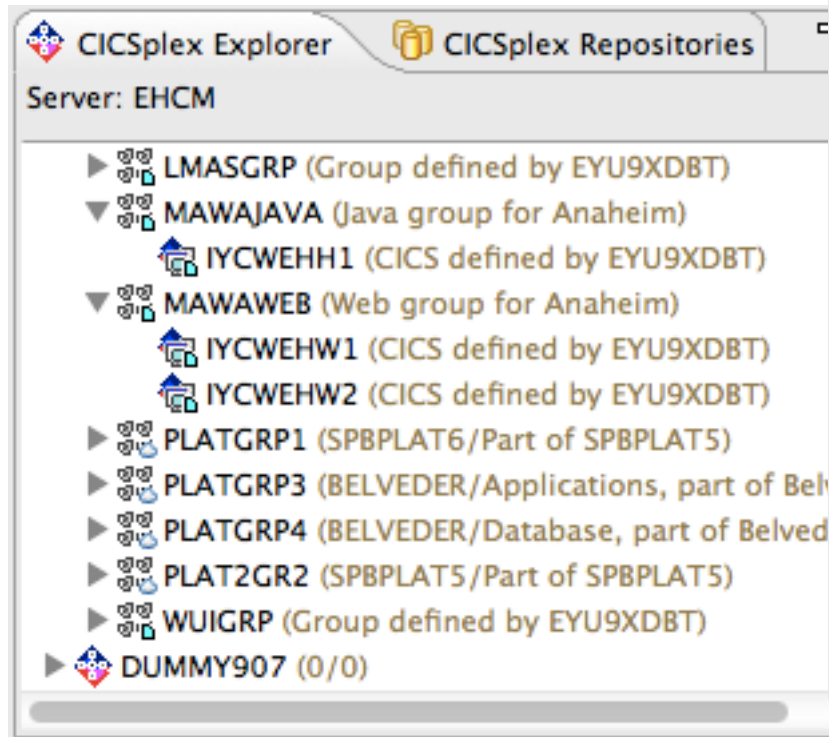 CICSplex Explorer CICSplex Repositories
Server: EHCM
LMASGRP (Group defined by EYU9XDBT)
MAWAJAVA (Java group for Anaheim)
IYCWEHH1 (CICS defined by EYU9XDBT)
MAWAWEB (Web group for Anaheim)
IYCWEHW1 (CICS defined by EYU9XDBT)
IYCWEHW2 (CICS defined by EYU9XDBT)
PLATGRP1 (SPBPLAT6/Part of SPBPLAT5)
PLATGRP3 (BELVEDER/Applications, part of Bel
PLATGRP4 (BELVEDER/Database, part of Belved
PLAT2GR2 (SPBPLAT5/Part of SPBPLAT5)
WUIGRP (Group defined by EYU9XDBT)
DUMMY907 (0/0)